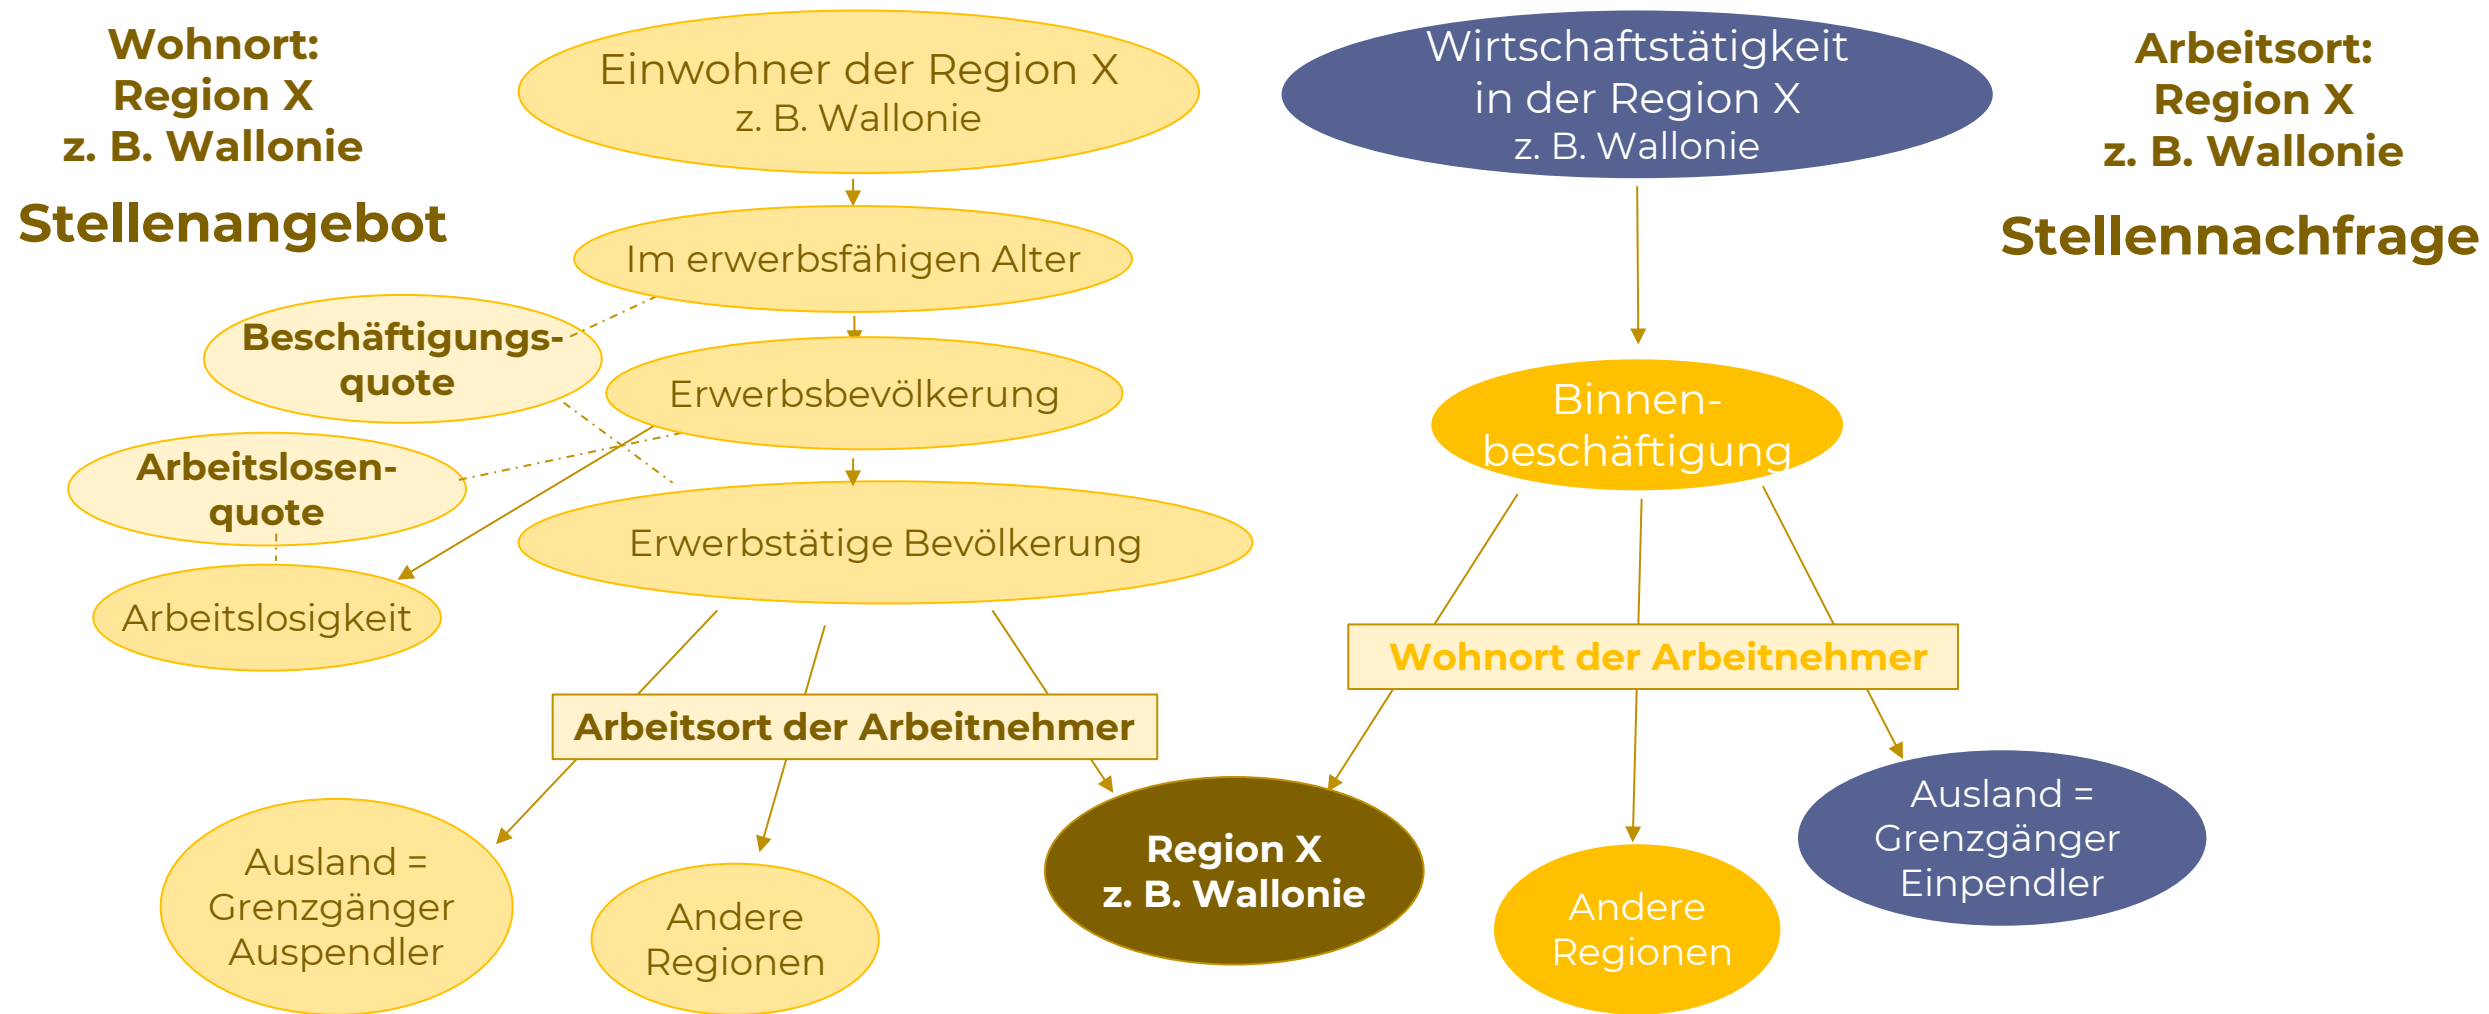 Wohnort:
Region X
z. B. Wallonie
Stellenangebot
Einwohner der Region X
z. B. Wallonie
Wirtschaftstätigkeit
in der Region X
z. B. Wallonie
Arbeitsort:
Region X
z. B. Wallonie
Stellennachfrage
Im erwerbsfähigen Alter
Beschäftigungs-
quote
Erwerbsbevölkerung
Binnen-
beschäftigung
Arbeitslosen-
quote
Erwerbstätige Bevölkerung
Arbeitslosigkeit
Wohnort der Arbeitnehmer
Arbeitsort der Arbeitnehmer
Ausland =
Grenzgänger
Auspendler
Andere
Regionen
Region X
z. B. Wallonie
Andere
Regionen
Ausland =
Grenzgänger
Einpendler